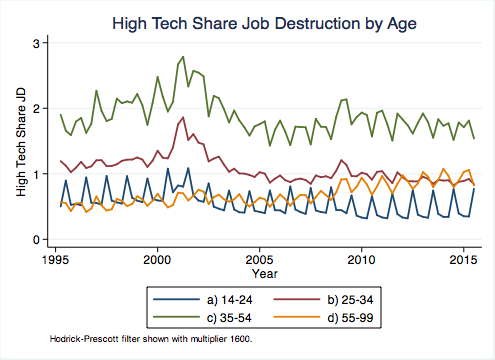 High Tech Share Job Destruction by Age
High Tech Share JD
3
2
1
0
1995
2000
2005
2010
2015
Year
a) 14-24
b) 25-34
c) 35-54
d) 55-99
Hodrick-Prescott filter shown with multiplier 1600.